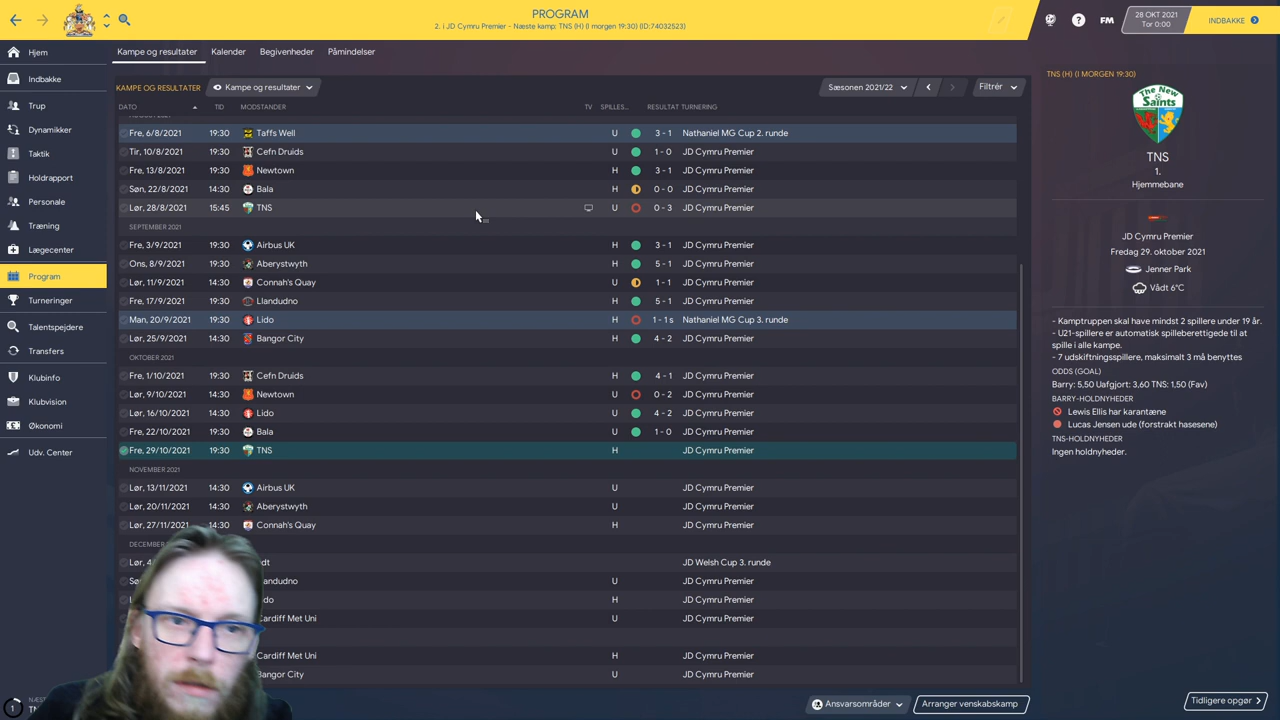 PROGRAM
2. i JD Cymru Premier - Næste kamp: TNS (H) (I morgen 19:30) (ID:74032523)
28 OKT 2021
Tor 0:00
INDBAKKE
FM
Hjem
Indbakke
Trup
Dynamikker
Taktik
Holdrapport
Personale
Træning
Lægecenter
Program
Turneringer
Talentspejdere
Transfers
Klubinfo
Klubvision
Økonomi
Udv. Center
Kampe og resultater Kalender Begivenheder Påmindelser
KAMPE OG RESULTATER Kampe og resultater Sæsonen 2021/22 Filtrér
DATO TID MODSTANDER TV SPILLES... RESULTAT TURNERING
Fre, 6/8/2021 19:30 Taffs Well U 3 - 1 Nathaniel MG Cup 2. runde
Tir, 10/8/2021 19:30 Cefn Druids U 1 - 0 JD Cymru Premier
Fre, 13/8/2021 19:30 Newtown H 3 - 1 JD Cymru Premier
Søn, 22/8/2021 14:30 Bala H 0 - 0 JD Cymru Premier
Lør, 28/8/2021 15:45 TNS U 0 - 3 JD Cymru Premier
SEPTEMBER 2021
Fre, 3/9/2021 19:30 Airbus UK H 3 - 1 JD Cymru Premier
Ons, 8/9/2021 19:30 Aberystwyth H 5 - 1 JD Cymru Premier
Lør, 11/9/2021 14:30 Connah's Quay U 1 - 1 JD Cymru Premier
Fre, 17/9/2021 19:30 Llandudno H 5 - 1 JD Cymru Premier
Man, 20/9/2021 19:30 Lido H 1 - 1 s Nathaniel MG Cup 3. runde
Lør, 25/9/2021 14:30 Bangor City H 4 - 2 JD Cymru Premier
OKTOBER 2021
Fre, 1/10/2021 19:30 Cefn Druids H 4 - 1 JD Cymru Premier
Lør, 9/10/2021 14:30 Newtown U 0 - 2 JD Cymru Premier
Lør, 16/10/2021 14:30 Lido U 4 - 2 JD Cymru Premier
Fre, 22/10/2021 19:30 Bala U 1 - 0 JD Cymru Premier
Fre, 29/10/2021 19:30 TNS H JD Cymru Premier
NOVEMBER 2021
Lør, 13/11/2021 14:30 Airbus UK U JD Cymru Premier
Lør, 20/11/2021 14:30 Aberystwyth U JD Cymru Premier
Lør, 27/11/2021 14:30 Connah's Quay H JD Cymru Premier
JD Welsh Cup 3. runde
U JD Cymru Premier
H JD Cymru Premier
Cardiff Met Uni U JD Cymru Premier
Cardiff Met Uni H JD Cymru Premier
Bangor City U JD Cymru Premier
Ansvarsområder Arranger venskabskamp
TNS (H) (I MORGEN 19:30)
The New
Saints
TNS
1.
Hjemmebane
JD Cymru Premier
Fredag 29. oktober 2021
Jenner Park
Vådt 6°C
- Kamptruppen skal have mindst 2 spillere under 19 år.
- U21-spillere er automatisk spilleberettigede til at
spille i alle kampe.
- 7 udskiftningsspillere, maksimalt 3 må benyttes
ODDS (GOAL)
Barry: 5,50 Uafgjort: 3,60 TNS: 1,50 (Fav)
BARRY-HOLDNYHEDER
Lewis Ellis har karantæne
Lucas Jensen ude (forstrakt hasesene)
TNS-HOLDNYHEDER
Ingen holdnyheder.
Tidligere opgør